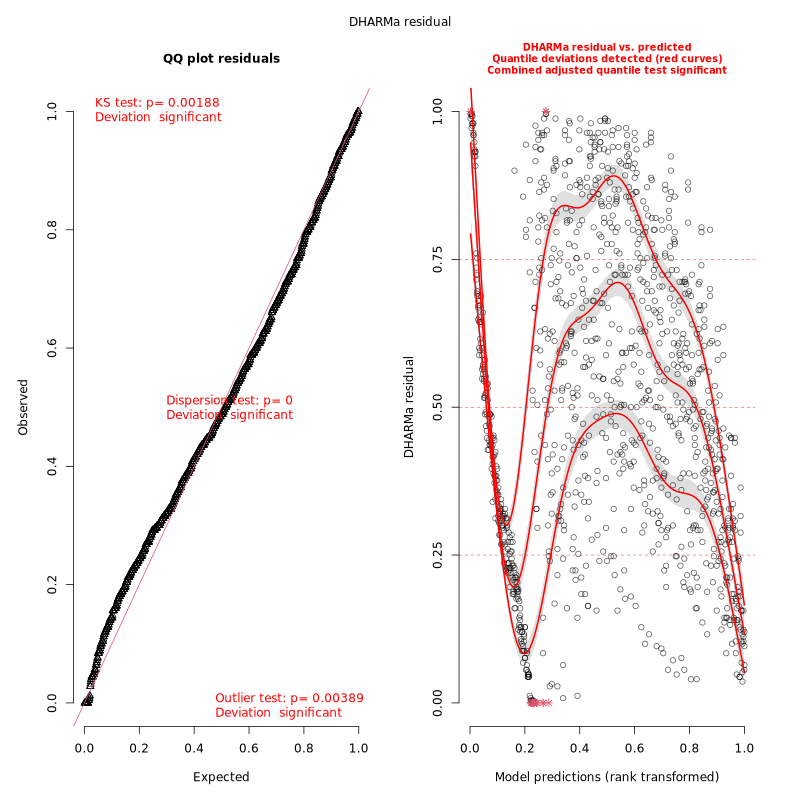 DHARMa residual
QQ plot residuals
KS test: p= 0.00188
Deviation significant
Dispersion test: p= 0
Deviation significant
Outlier test: p= 0.00389
Deviation significant
Observed
0.0
0.2
0.4
0.6
0.8
1.0
0.0
0.2
0.4
0.6
0.8
1.0
Expected
DHARMa residual vs. predicted
Quantile deviations detected (red curves)
Combined adjusted quantile test significant
DHARMa residual
0.00
0.25
0.50
0.75
1.00
0.0
0.2
0.4
0.6
0.8
1.0
Model predictions (rank transformed)